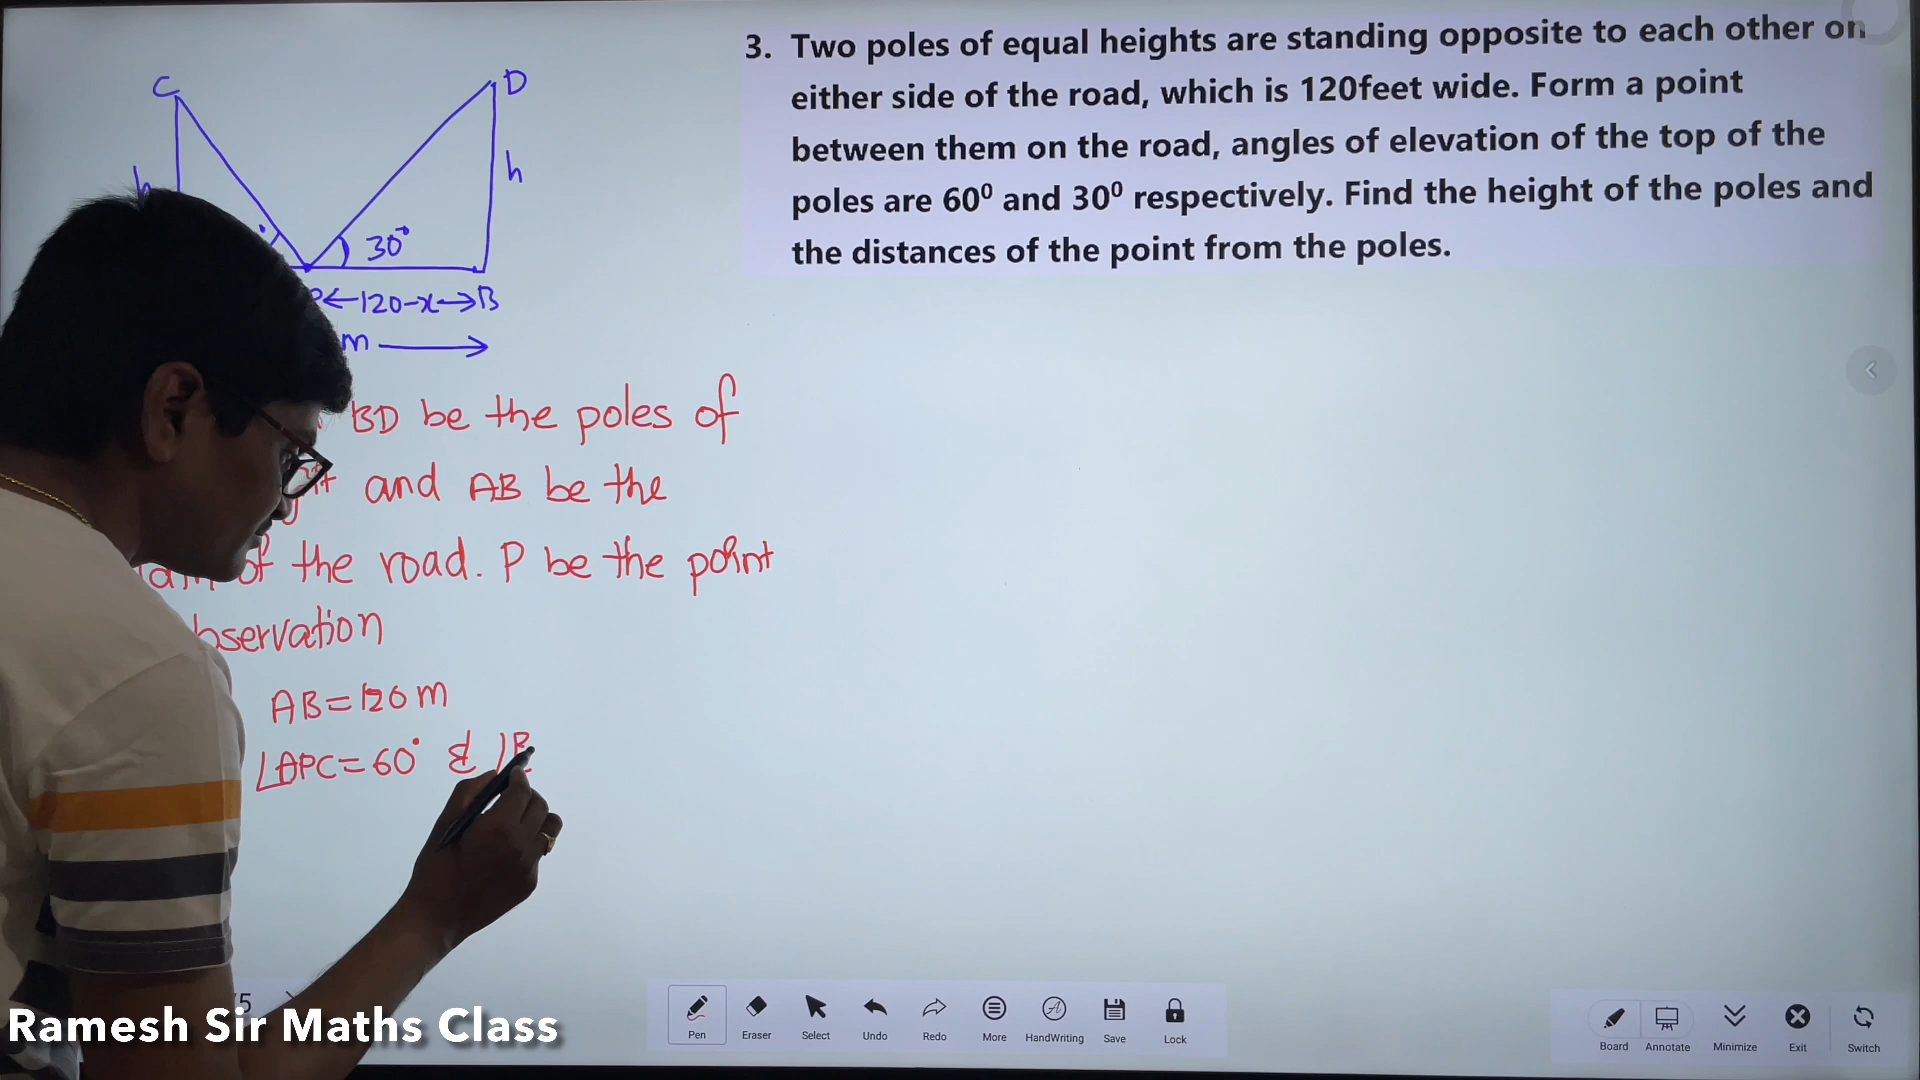 3. Two poles of equal heights are standing opposite to each other on
either side of the road, which is 120feet wide. Form a point
between them on the road, angles of elevation of the top of the
poles are 60⁰ and 30⁰ respectively. Find the height of the poles and
the distances of the point from the poles.
C D
h h
30°
P ←120-x→ B
m →
BD be the poles of
and AB be the
of the road. P be the point
bservation
AB=120m
∠APC=60° &
5
Ramesh Sir Maths Class
Pen Eraser Select Undo Redo More HandWriting Save Lock
Board Annotate Minimize Exit Switch